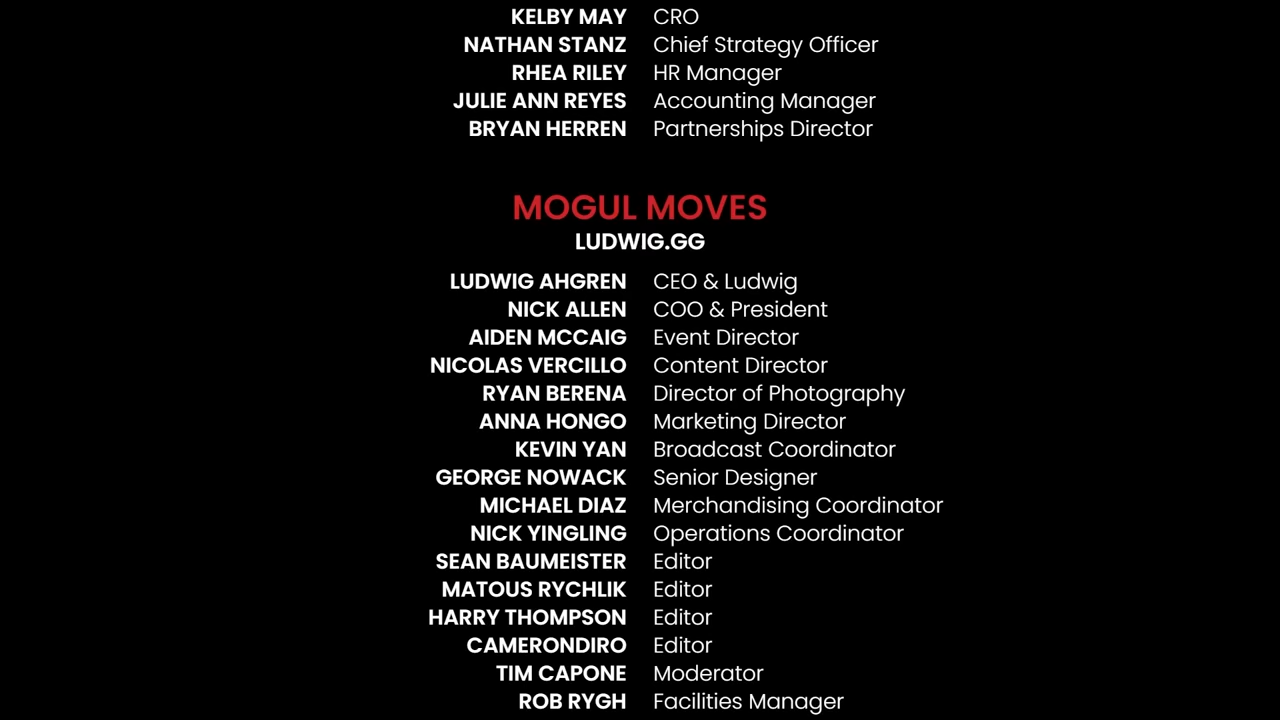 KELBY MAY CRO
NATHAN STANZ Chief Strategy Officer
RHEA RILEY HR Manager
JULIE ANN REYES Accounting Manager
BRYAN HERREN Partnerships Director
MOGUL MOVES
LUDWIG.GG
LUDWIG AHGREN CEO & Ludwig
NICK ALLEN COO & President
AIDEN MCCAIG Event Director
NICOLAS VERCILLO Content Director
RYAN BERENA Director of Photography
ANNA HONGO Marketing Director
KEVIN YAN Broadcast Coordinator
GEORGE NOWACK Senior Designer
MICHAEL DIAZ Merchandising Coordinator
NICK YINGLING Operations Coordinator
SEAN BAUMEISTER Editor
MATOUS RYCHLIK Editor
HARRY THOMPSON Editor
CAMERONDIRO Editor
TIM CAPONE Moderator
ROB RYGH Facilities Manager